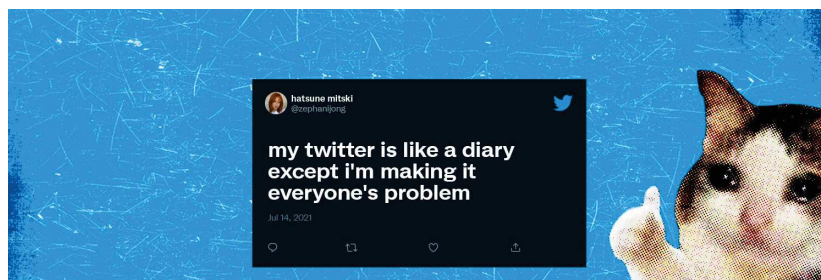 hatsune mitski
@zephanijong
my twitter is like a diary
except i'm making it
everyone's problem
Jul 14, 2021